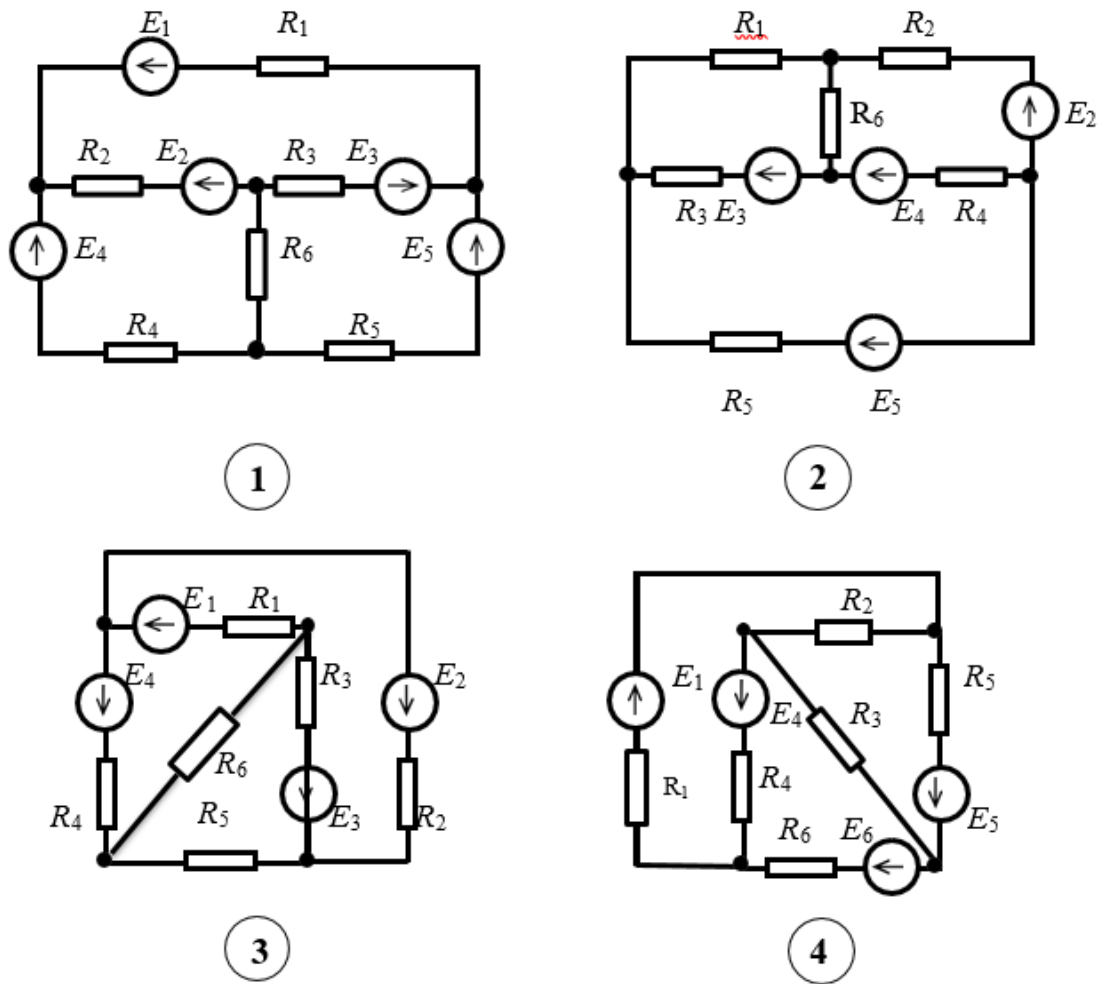 E1 R1
R2 E2 R3 E3
E4 R6 E5
R4 R5
1
R1 R2
R6 E2
R3 E3 E4 R4
R5 E5
2
E1 R1
E4 R3 E2
R6
R4 R5 E3 R2
3
R2
E1 E4 R3 R5
R1 R4
R6 E6 E5
4